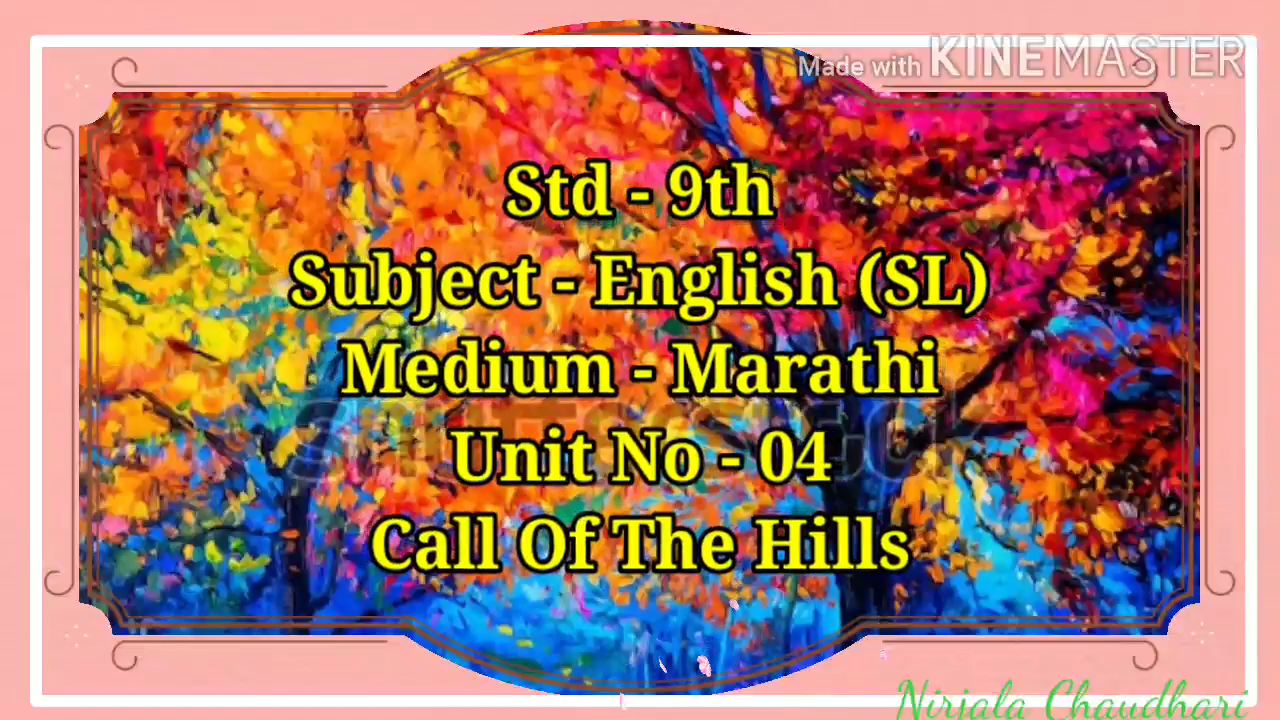 Made with KINEMASTER
Std - 9th
Subject - English (SL)
Medium - Marathi
Unit No - 04
Call Of The Hills
Nirjala Chaudhari